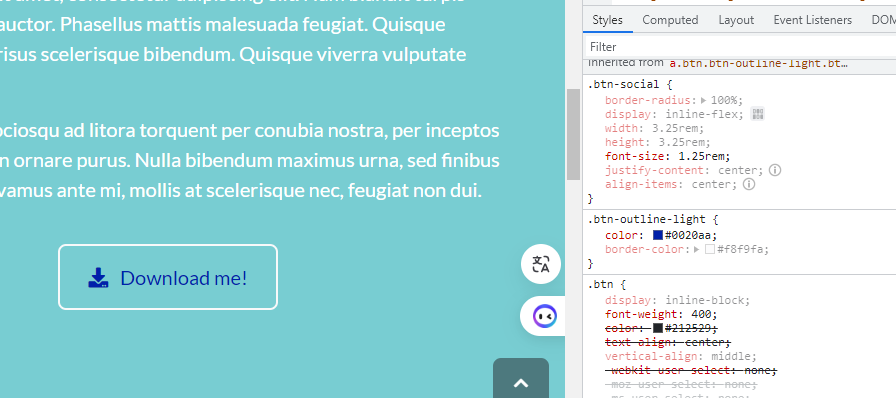 auctor. Phasellus mattis malesuada feugiat. Quisque
risus scelerisque bibendum. Quisque viverra vulputate
ociosqu ad litora torquent per conubia nostra, per inceptos
n ornare purus. Nulla bibendum maximus urna, sed finibus
vamus ante mi, mollis at scelerisque nec, feugiat non dui.
Download me!
Styles Computed Layout Event Listeners DOM
Filter
Inherited from a.btn.btn-outline-light.bt…
.btn-social {
border-radius: 100%;
display: inline-flex;
width: 3.25rem;
height: 3.25rem;
font-size: 1.25rem;
justify-content: center;
align-items: center;
}
.btn-outline-light {
color: #0020aa;
border-color: #f8f9fa;
}
.btn {
display: inline-block;
font-weight: 400;
color: #212529;
text-align: center;
vertical-align: middle;
-webkit-user-select: none;
-moz-user-select: none;
-ms-user-select: none;